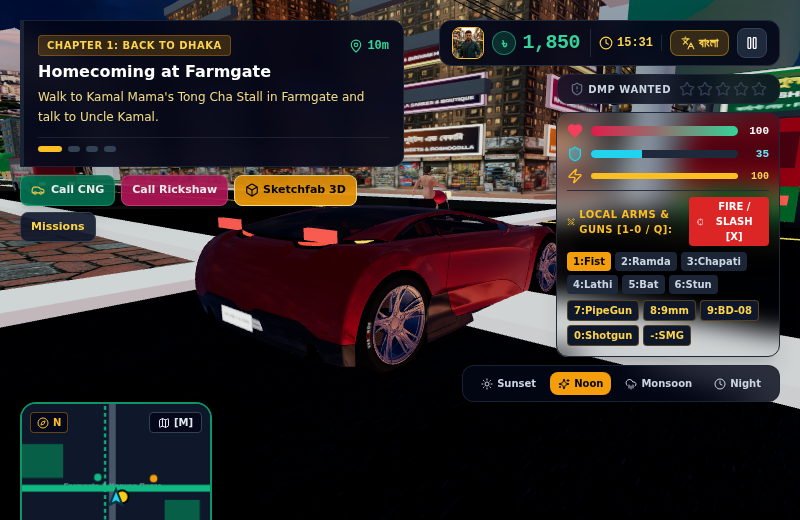 CHAPTER 1: BACK TO DHAKA
10m
Homecoming at Farmgate
Walk to Kamal Mama's Tong Cha Stall in Farmgate and
talk to Uncle Kamal.
৳ 1,850
15:31
বাংলা
DMP WANTED
100
35
100
LOCAL ARMS &
GUNS [1-0 / Q]:
FIRE /
SLASH
[X]
1:Fist 2:Ramda 3:Chapati
4:Lathi 5:Bat 6:Stun
7:PipeGun 8:9mm 9:BD-08
0:Shotgun -:SMG
Call CNG Call Rickshaw Sketchfab 3D
Missions
Sunset Noon Monsoon Night
N
[M]